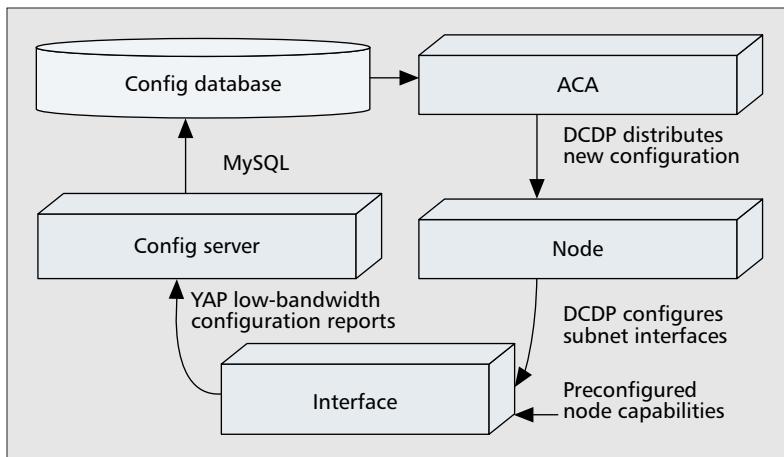 Config database
ACA
MySQL
DCDP distributes
new configuration
Config server
Node
YAP low-bandwidth
configuration reports
DCDP configures
subnet interfaces
Interface
Preconfigured
node capabilities